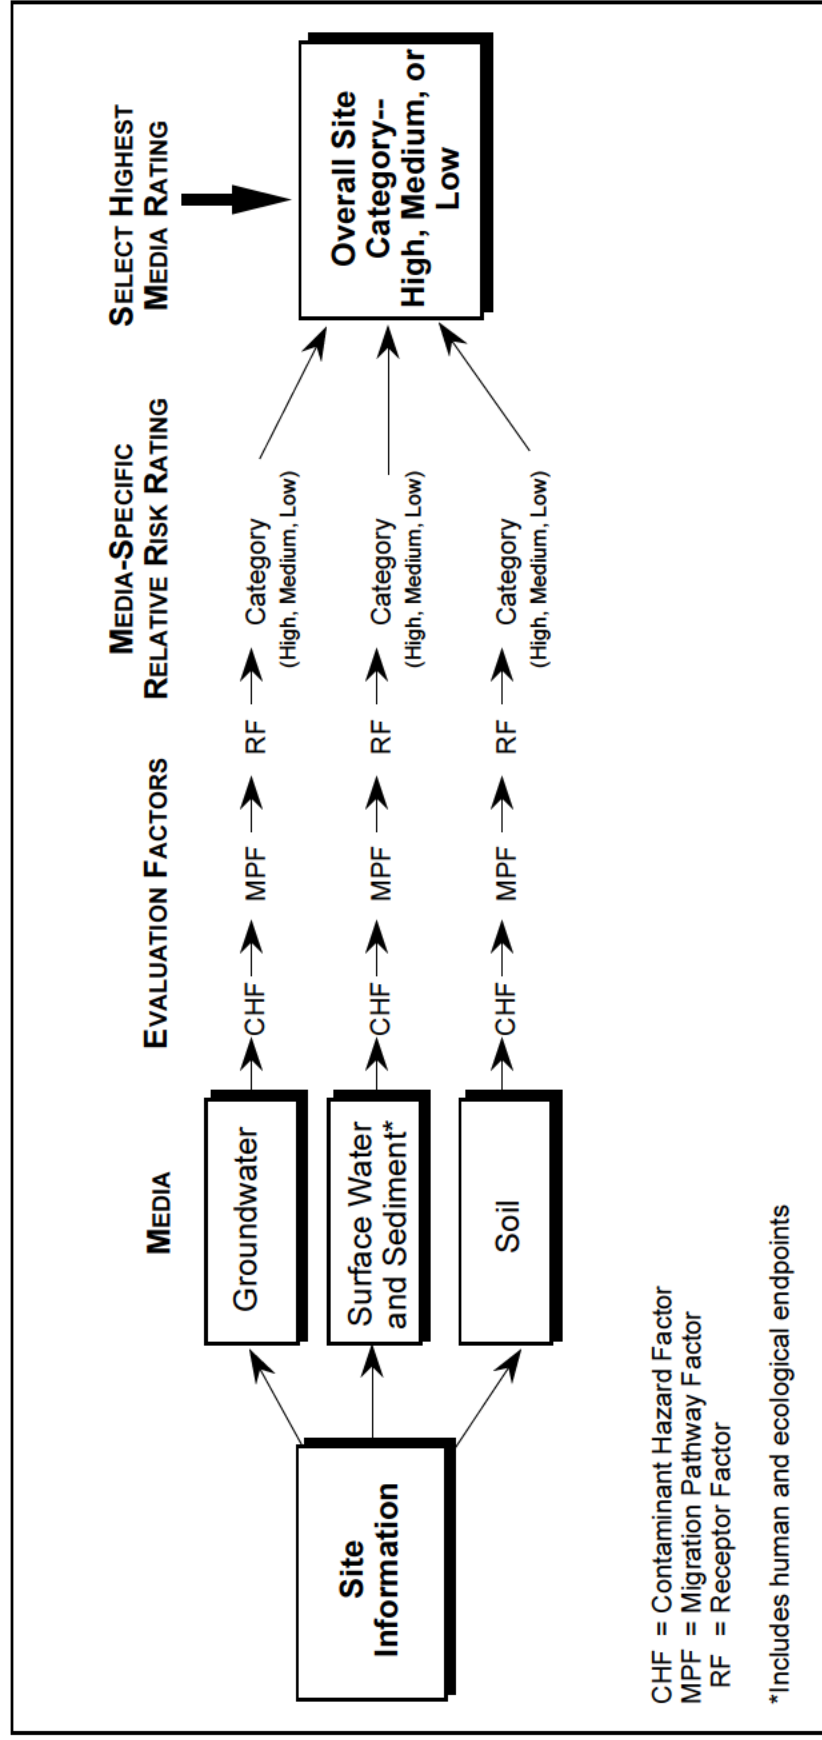 MEDIA
EVALUATION FACTORS
MEDIA-SPECIFIC
RELATIVE RISK RATING
SELECT HIGHEST
MEDIA RATING
Site
Information
Groundwater
CHF
MPF
RF
Category
(High, Medium, Low)
Surface Water
and Sediment*
CHF
MPF
RF
Category
(High, Medium, Low)
Soil
CHF
MPF
RF
Category
(High, Medium, Low)
Overall Site
Category--
High, Medium, or
Low
CHF = Contaminant Hazard Factor
MPF = Migration Pathway Factor
RF = Receptor Factor
*Includes human and ecological endpoints